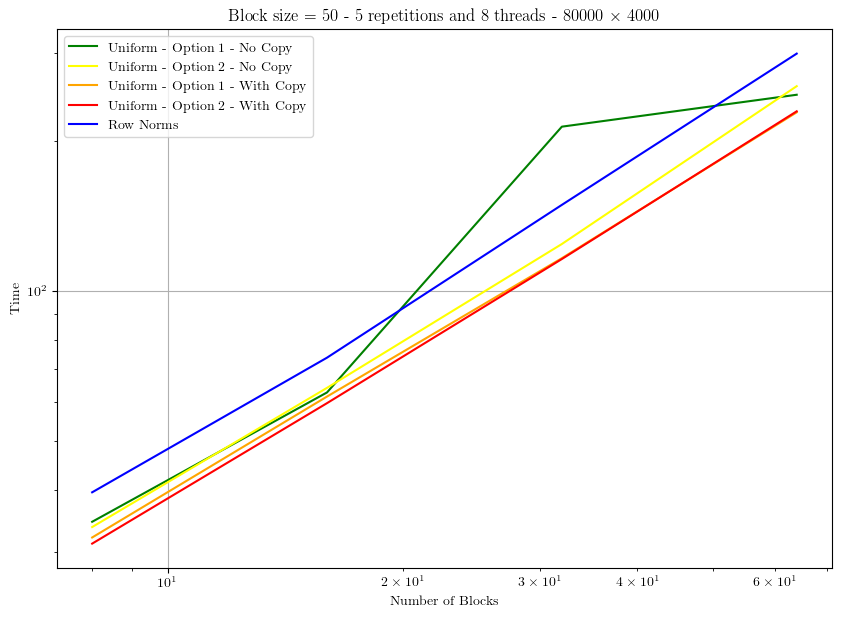 Block size = 50 - 5 repetitions and 8 threads - 80000 × 4000
Uniform - Option 1 - No Copy
Uniform - Option 2 - No Copy
Uniform - Option 1 - With Copy
Uniform - Option 2 - With Copy
Row Norms
Time
10²
10¹
2 × 10¹
3 × 10¹
4 × 10¹
6 × 10¹
Number of Blocks